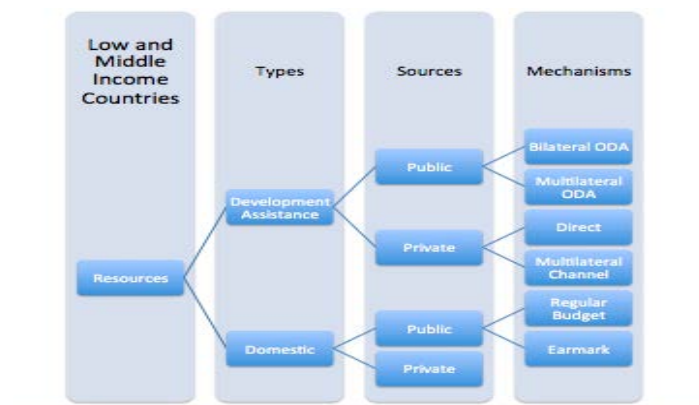 Low and
Middle
Income
Countries
Types
Sources
Mechanisms
Resources
Development
Assistance
Domestic
Public
Private
Public
Private
Bilateral ODA
Multilateral
ODA
Direct
Multilateral
Channel
Regular
Budget
Earmark